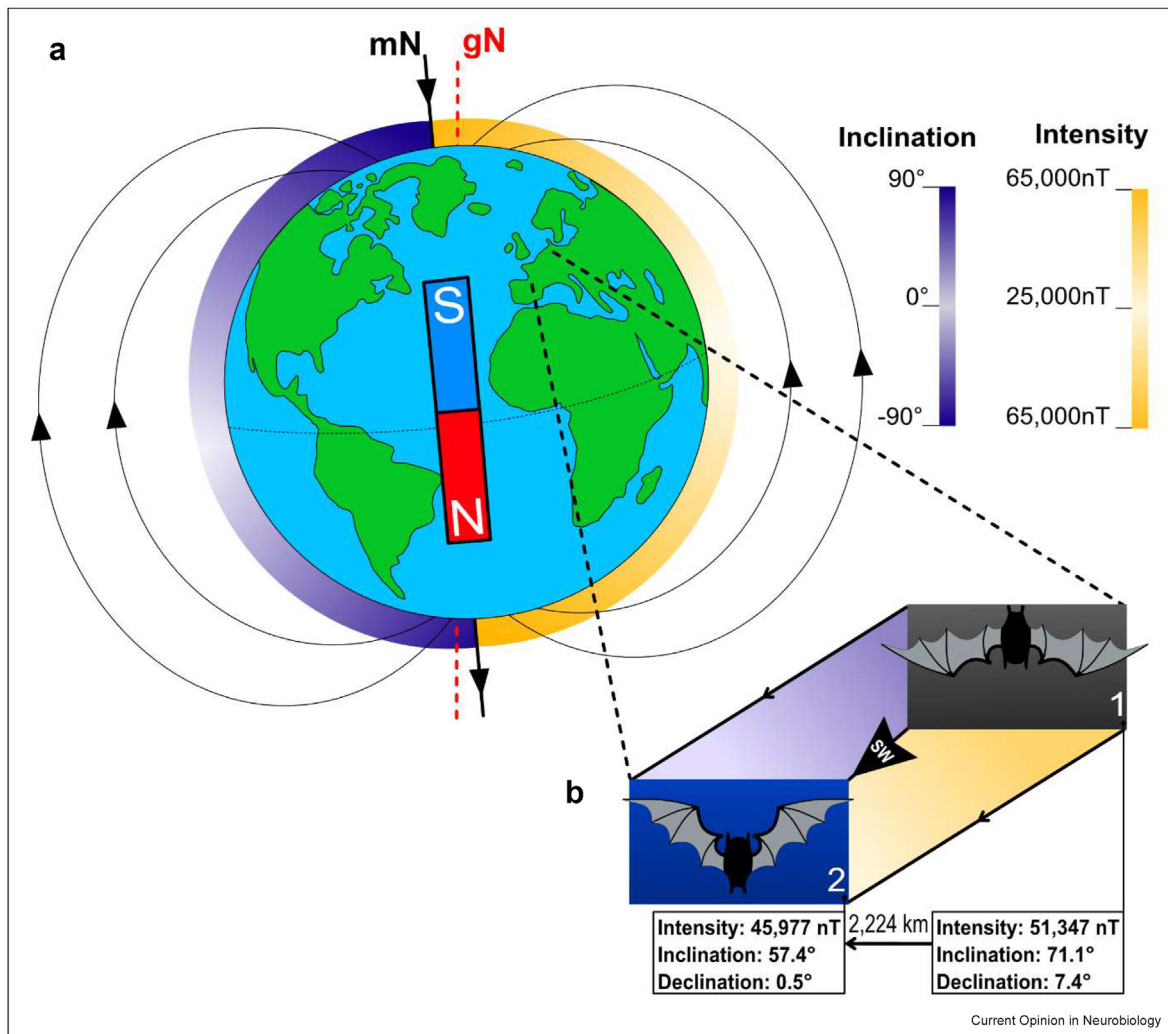 a
mN
gN
Inclination
Intensity
90°
0°
-90°
65,000nT
25,000nT
65,000nT
S
N
b
SW
1
2
Intensity: 45,977 nT
Inclination: 57.4°
Declination: 0.5°
2,224 km
Intensity: 51,347 nT
Inclination: 71.1°
Declination: 7.4°
Current Opinion in Neurobiology